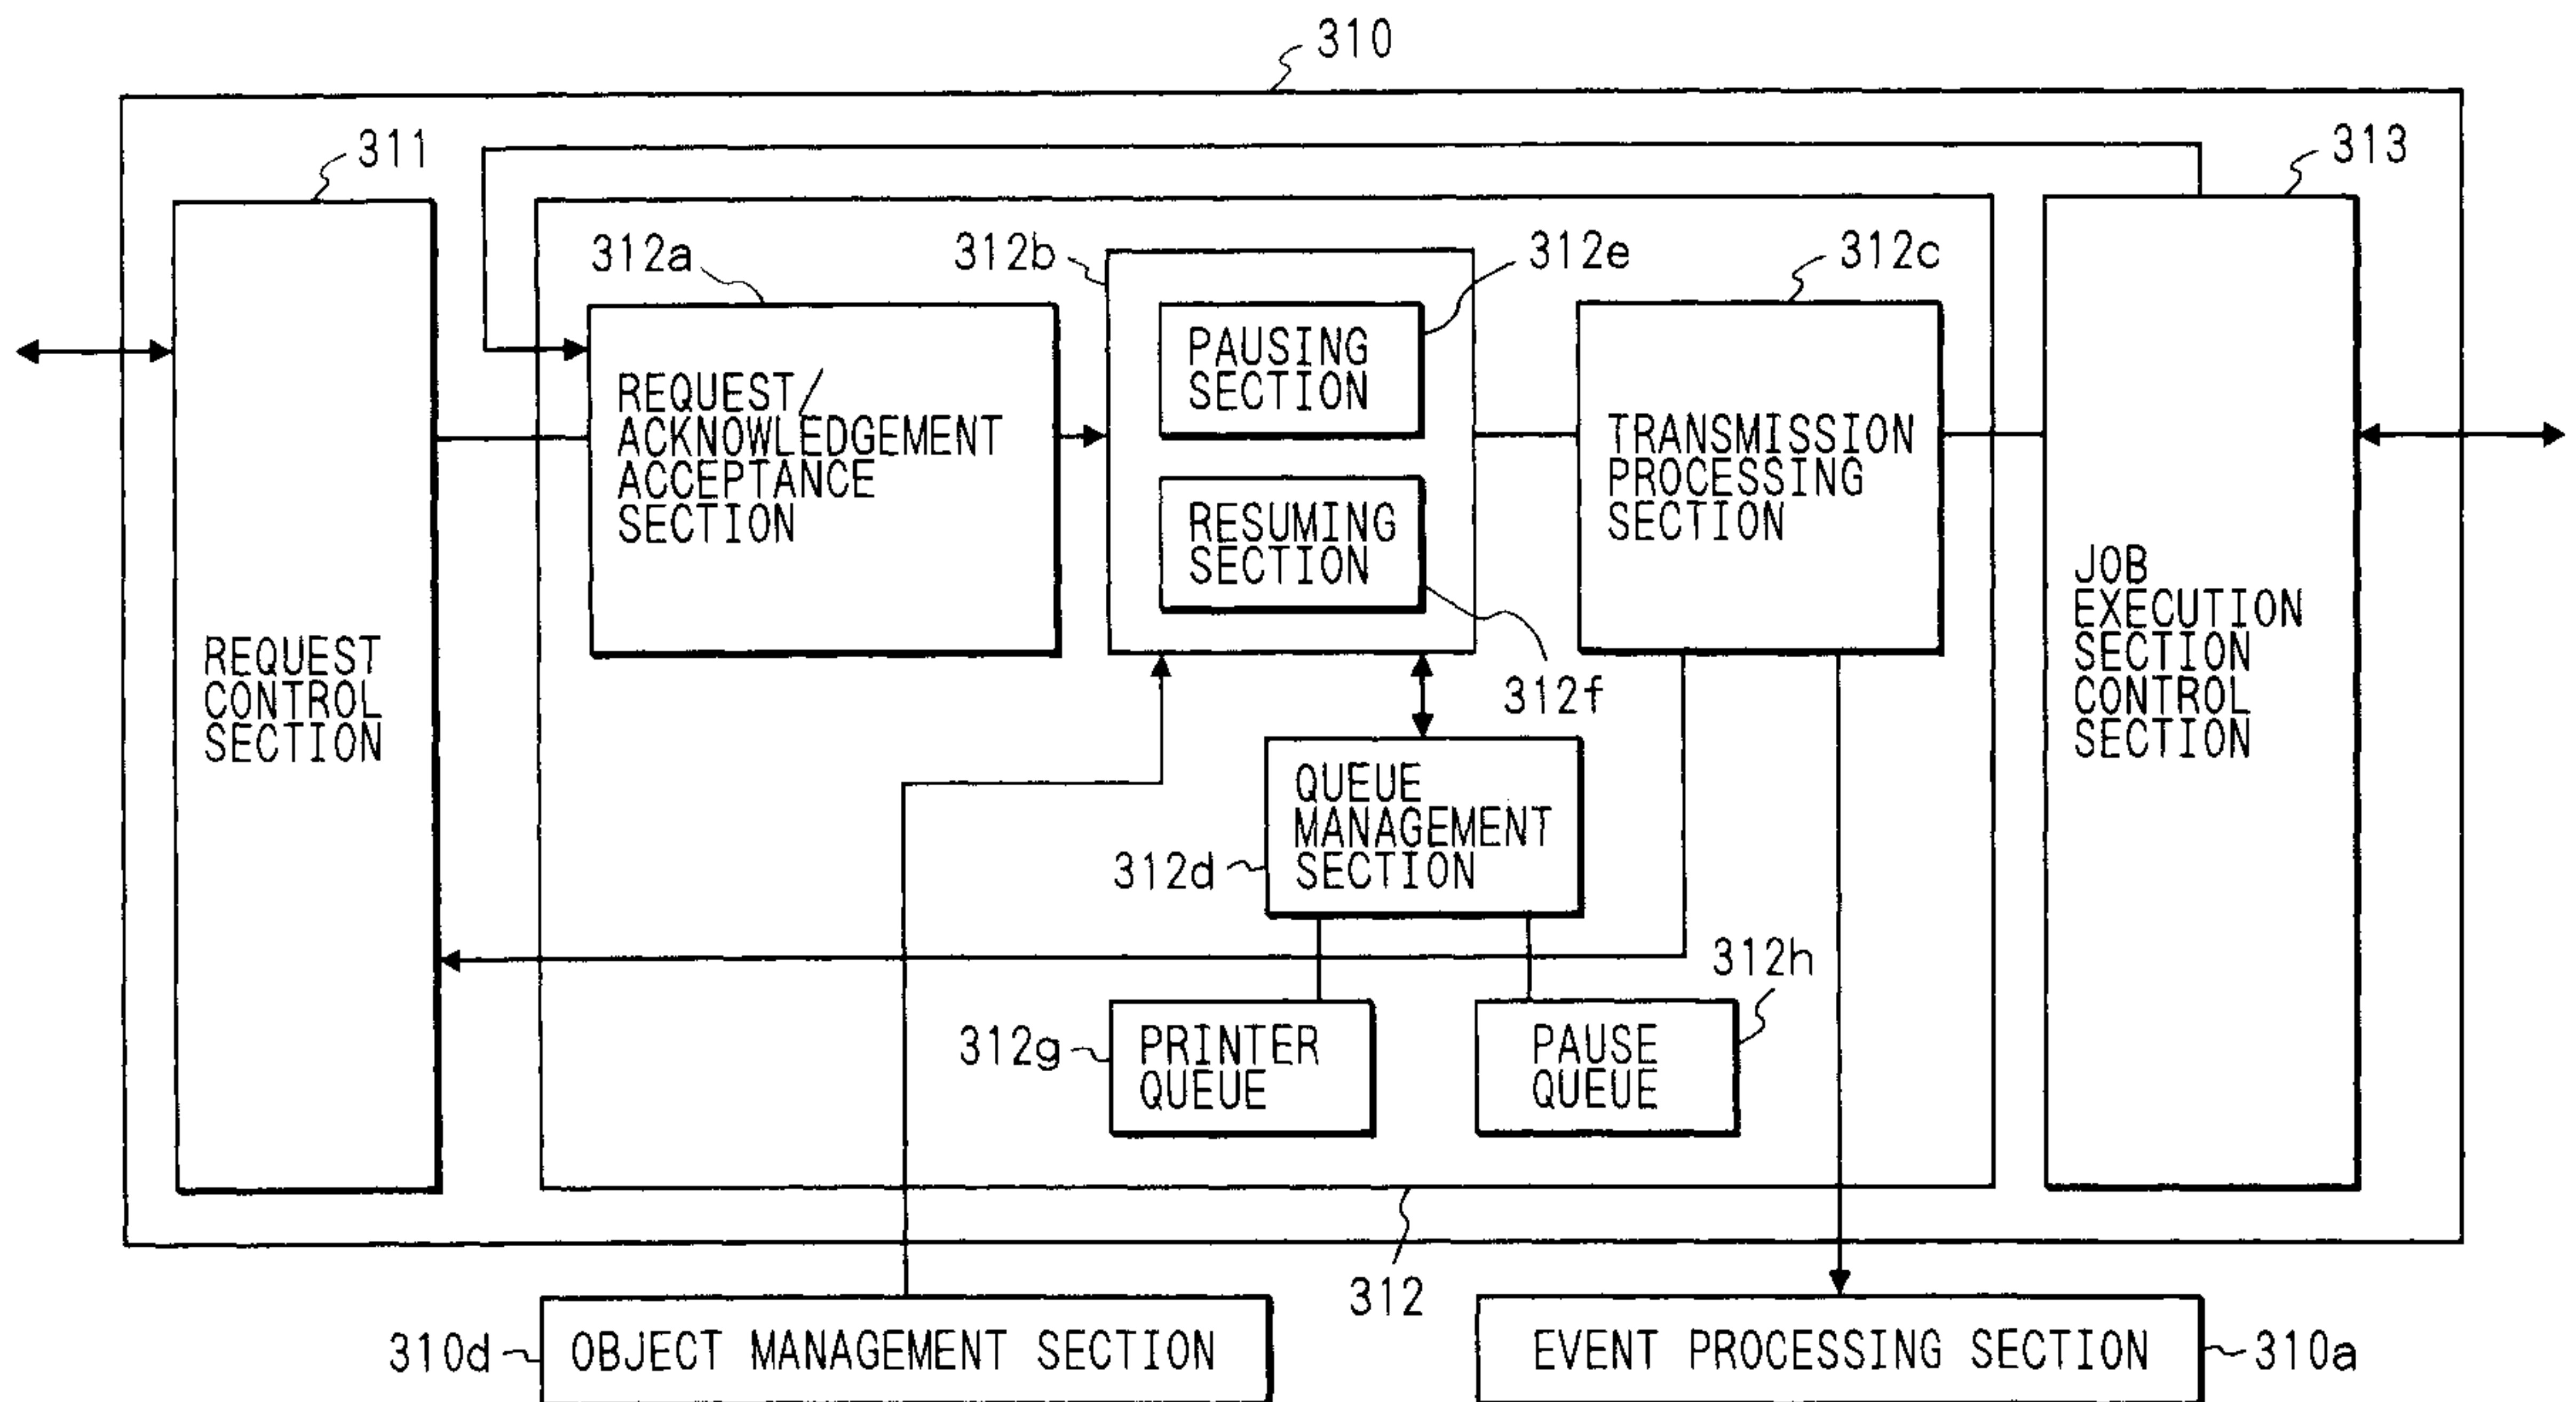 310
311
313
312a
312b
312e
312c
PAUSING
SECTION
REQUEST/
ACKNOWLEDGEMENT
ACCEPTANCE
SECTION
TRANSMISSION
PROCESSING
SECTION
RESUMING
SECTION
JOB
EXECUTION
SECTION
CONTROL
SECTION
REQUEST
CONTROL
SECTION
312f
QUEUE
MANAGEMENT
SECTION
312d
312h
312g
PRINTER
QUEUE
PAUSE
QUEUE
312
310d
OBJECT MANAGEMENT SECTION
EVENT PROCESSING SECTION
310a